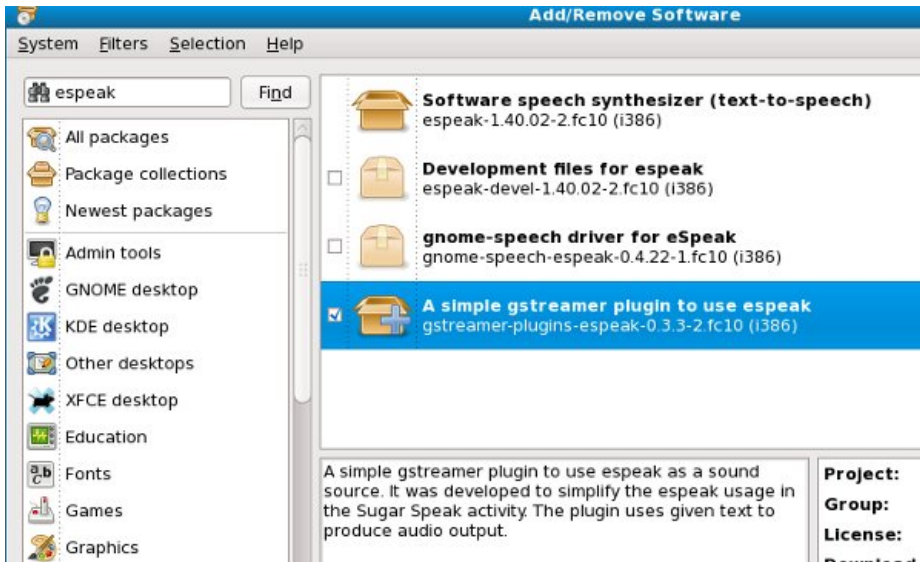 Add/Remove Software
System Filters Selection Help
espeak Find
All packages
Package collections
Newest packages
Admin tools
GNOME desktop
KDE desktop
Other desktops
XFCE desktop
Education
Fonts
Games
Graphics
Software speech synthesizer (text-to-speech)
espeak-1.40.02-2.fc10 (i386)
Development files for espeak
espeak-devel-1.40.02-2.fc10 (i386)
gnome-speech driver for eSpeak
gnome-speech-espeak-0.4.22-1.fc10 (i386)
A simple gstreamer plugin to use espeak
gstreamer-plugins-espeak-0.3.3-2.fc10 (i386)
A simple gstreamer plugin to use espeak as a sound
source. It was developed to simplify the espeak usage in
the Sugar Speak activity. The plugin uses given text to
produce audio output.
Project:
Group:
License: